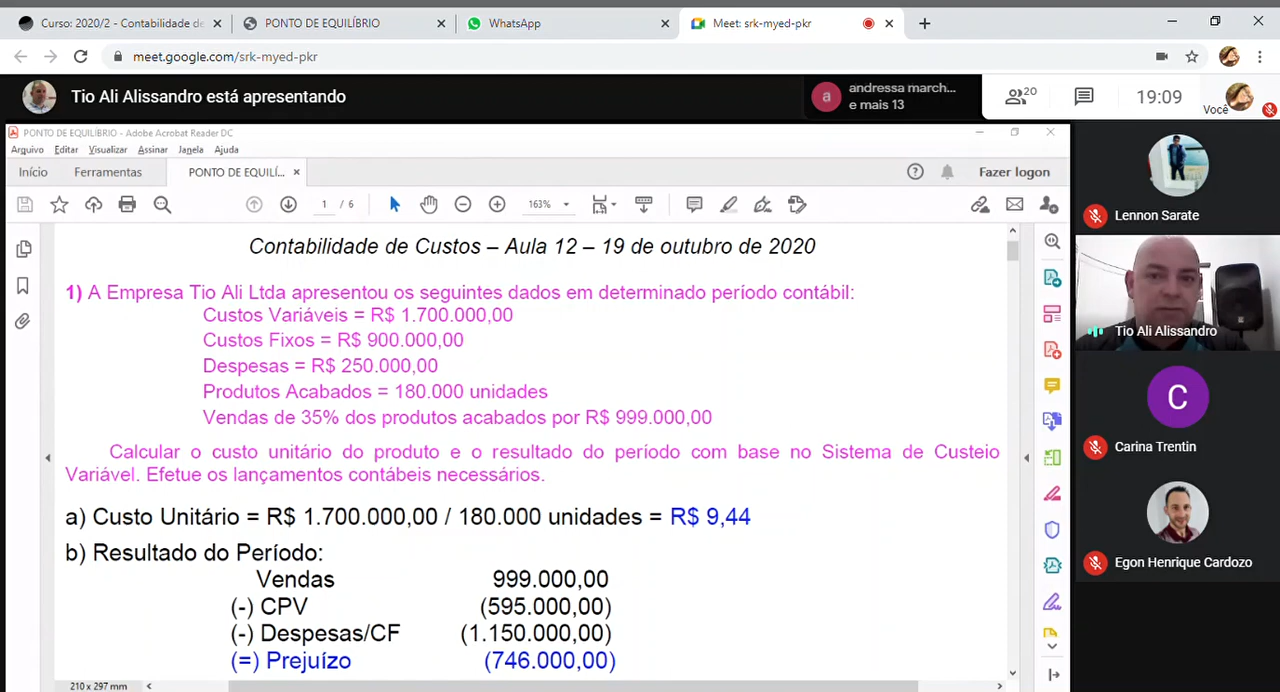 Curso: 2020/2 - Contabilidade de
PONTO DE EQUILÍBRIO
WhatsApp
Meet: srk-myed-pkr
meet.google.com/srk-myed-pkr
Tio Ali Alissandro está apresentando
a
andressa march...
e mais 13
20
19:09
Você
PONTO DE EQUILÍBRIO - Adobe Acrobat Reader DC
Arquivo Editar Visualizar Assinar Janela Ajuda
Início
Ferramentas
PONTO DE EQUILÍ...
Fazer logon
1 / 6
163%
Contabilidade de Custos – Aula 12 – 19 de outubro de 2020
1) A Empresa Tio Ali Ltda apresentou os seguintes dados em determinado período contábil:
Custos Variáveis = R$ 1.700.000,00
Custos Fixos = R$ 900.000,00
Despesas = R$ 250.000,00
Produtos Acabados = 180.000 unidades
Vendas de 35% dos produtos acabados por R$ 999.000,00
Calcular o custo unitário do produto e o resultado do período com base no Sistema de Custeio
Variável. Efetue os lançamentos contábeis necessários.
a) Custo Unitário = R$ 1.700.000,00 / 180.000 unidades = R$ 9,44
b) Resultado do Período:
Vendas 999.000,00
(-) CPV (595.000,00)
(-) Despesas/CF (1.150.000,00)
(=) Prejuízo (746.000,00)
210 x 297 mm
Lennon Sarate
Tio Ali Alissandro
C
Carina Trentin
Egon Henrique Cardozo